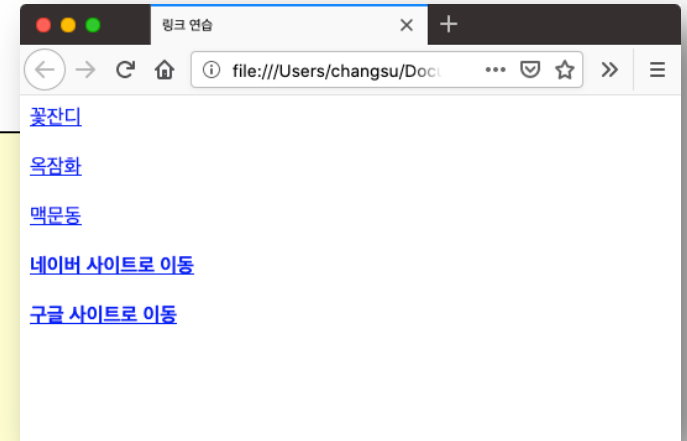 링크 연습
file:///Users/changsu/Docu
꽃잔디
옥잠화
맥문동
네이버 사이트로 이동
구글 사이트로 이동